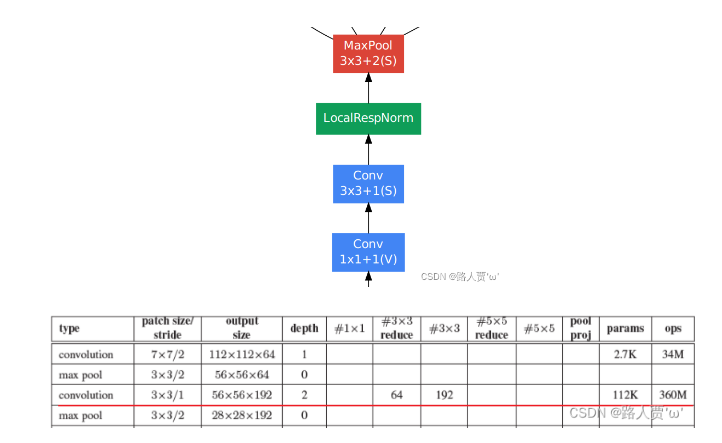 MaxPool
3x3+2(S)
LocalRespNorm
Conv
3x3+1(S)
Conv
1x1+1(V)
CSDN @路人贾'ω'
type patch size/ stride output size depth #1×1 #3×3 reduce #3×3 #5×5 reduce #5×5 pool proj params ops
convolution 7×7/2 112×112×64 1 2.7K 34M
max pool 3×3/2 56×56×64 0
convolution 3×3/1 56×56×192 2 64 192 112K 360M
max pool 3×3/2 28×28×192 0
CSDN @路人贾'ω'